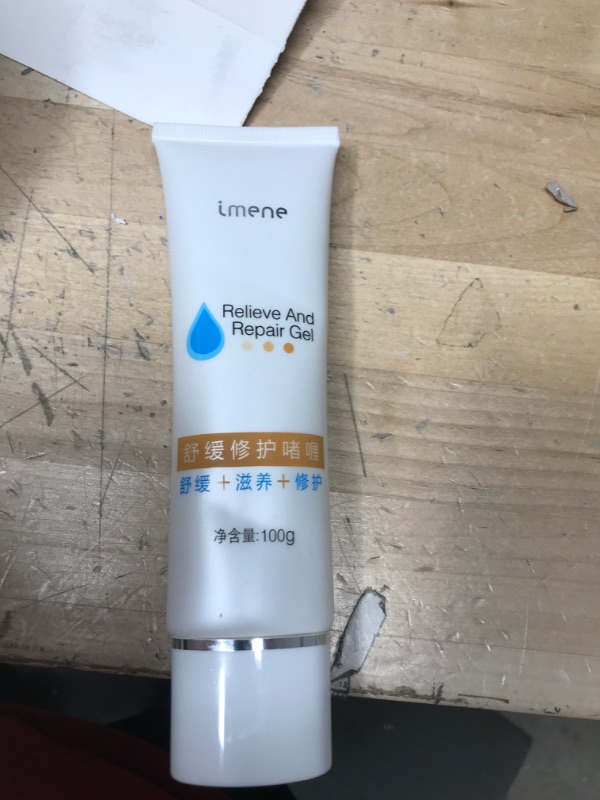 imene
Relieve And
Repair Gel
舒缓修护啫喱
舒缓+滋养+修护
净含量:100g